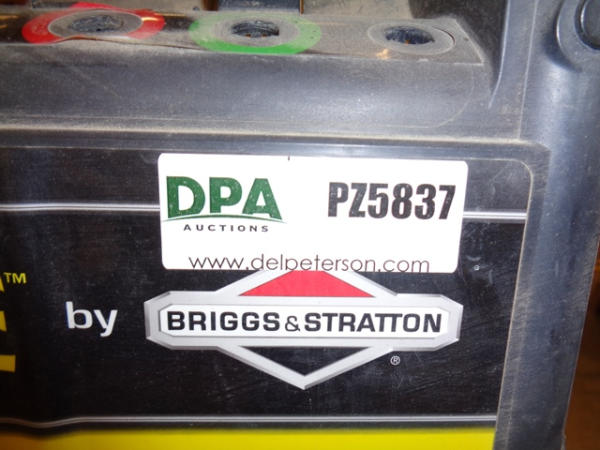 DPA
AUCTIONS
PZ5837
www.delpeterson.com
™
by
BRIGGS & STRATTON
®